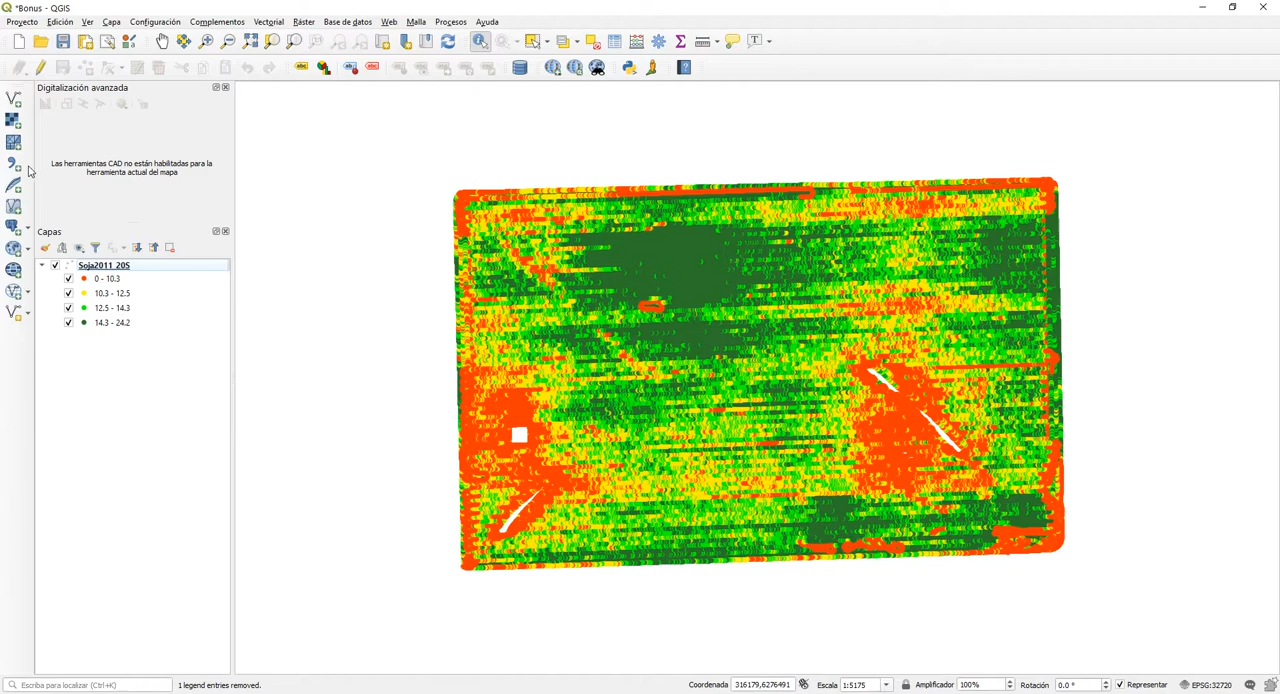 *Bonus - QGIS
Proyecto Edición Ver Capa Configuración Complementos Vectorial Ráster Base de datos Web Malla Procesos Ayuda
Digitalización avanzada
Las herramientas CAD no están habilitadas para la
herramienta actual del mapa
Capas
Soja2011_20S
0 - 10.3
10.3 - 12.5
12.5 - 14.3
14.3 - 24.2
Escriba para localizar (Ctrl+K) 1 legend entries removed. Coordenada 316179,6276491 Escala 1:5175 Amplificador 100% Rotación 0.0 ° Representar EPSG:32720